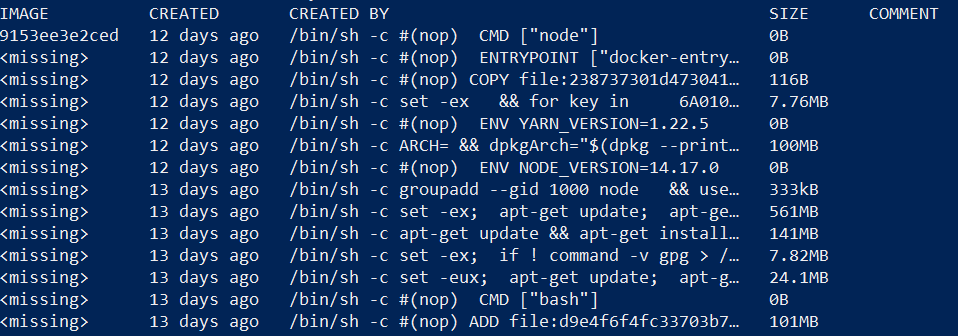 IMAGE CREATED CREATED BY SIZE COMMENT
9153ee3e2ced 12 days ago /bin/sh -c #(nop) CMD ["node"] 0B
<missing> 12 days ago /bin/sh -c #(nop) ENTRYPOINT ["docker-entry… 0B
<missing> 12 days ago /bin/sh -c #(nop) COPY file:238737301d473041… 116B
<missing> 12 days ago /bin/sh -c set -ex && for key in 6A010… 7.76MB
<missing> 12 days ago /bin/sh -c #(nop) ENV YARN_VERSION=1.22.5 0B
<missing> 12 days ago /bin/sh -c ARCH= && dpkgArch="$(dpkg --print… 100MB
<missing> 12 days ago /bin/sh -c #(nop) ENV NODE_VERSION=14.17.0 0B
<missing> 13 days ago /bin/sh -c groupadd --gid 1000 node && use… 333kB
<missing> 13 days ago /bin/sh -c set -ex; apt-get update; apt-ge… 561MB
<missing> 13 days ago /bin/sh -c apt-get update && apt-get install… 141MB
<missing> 13 days ago /bin/sh -c set -ex; if ! command -v gpg > /… 7.82MB
<missing> 13 days ago /bin/sh -c set -eux; apt-get update; apt-g… 24.1MB
<missing> 13 days ago /bin/sh -c #(nop) CMD ["bash"] 0B
<missing> 13 days ago /bin/sh -c #(nop) ADD file:d9e4f6f4fc33703b7… 101MB